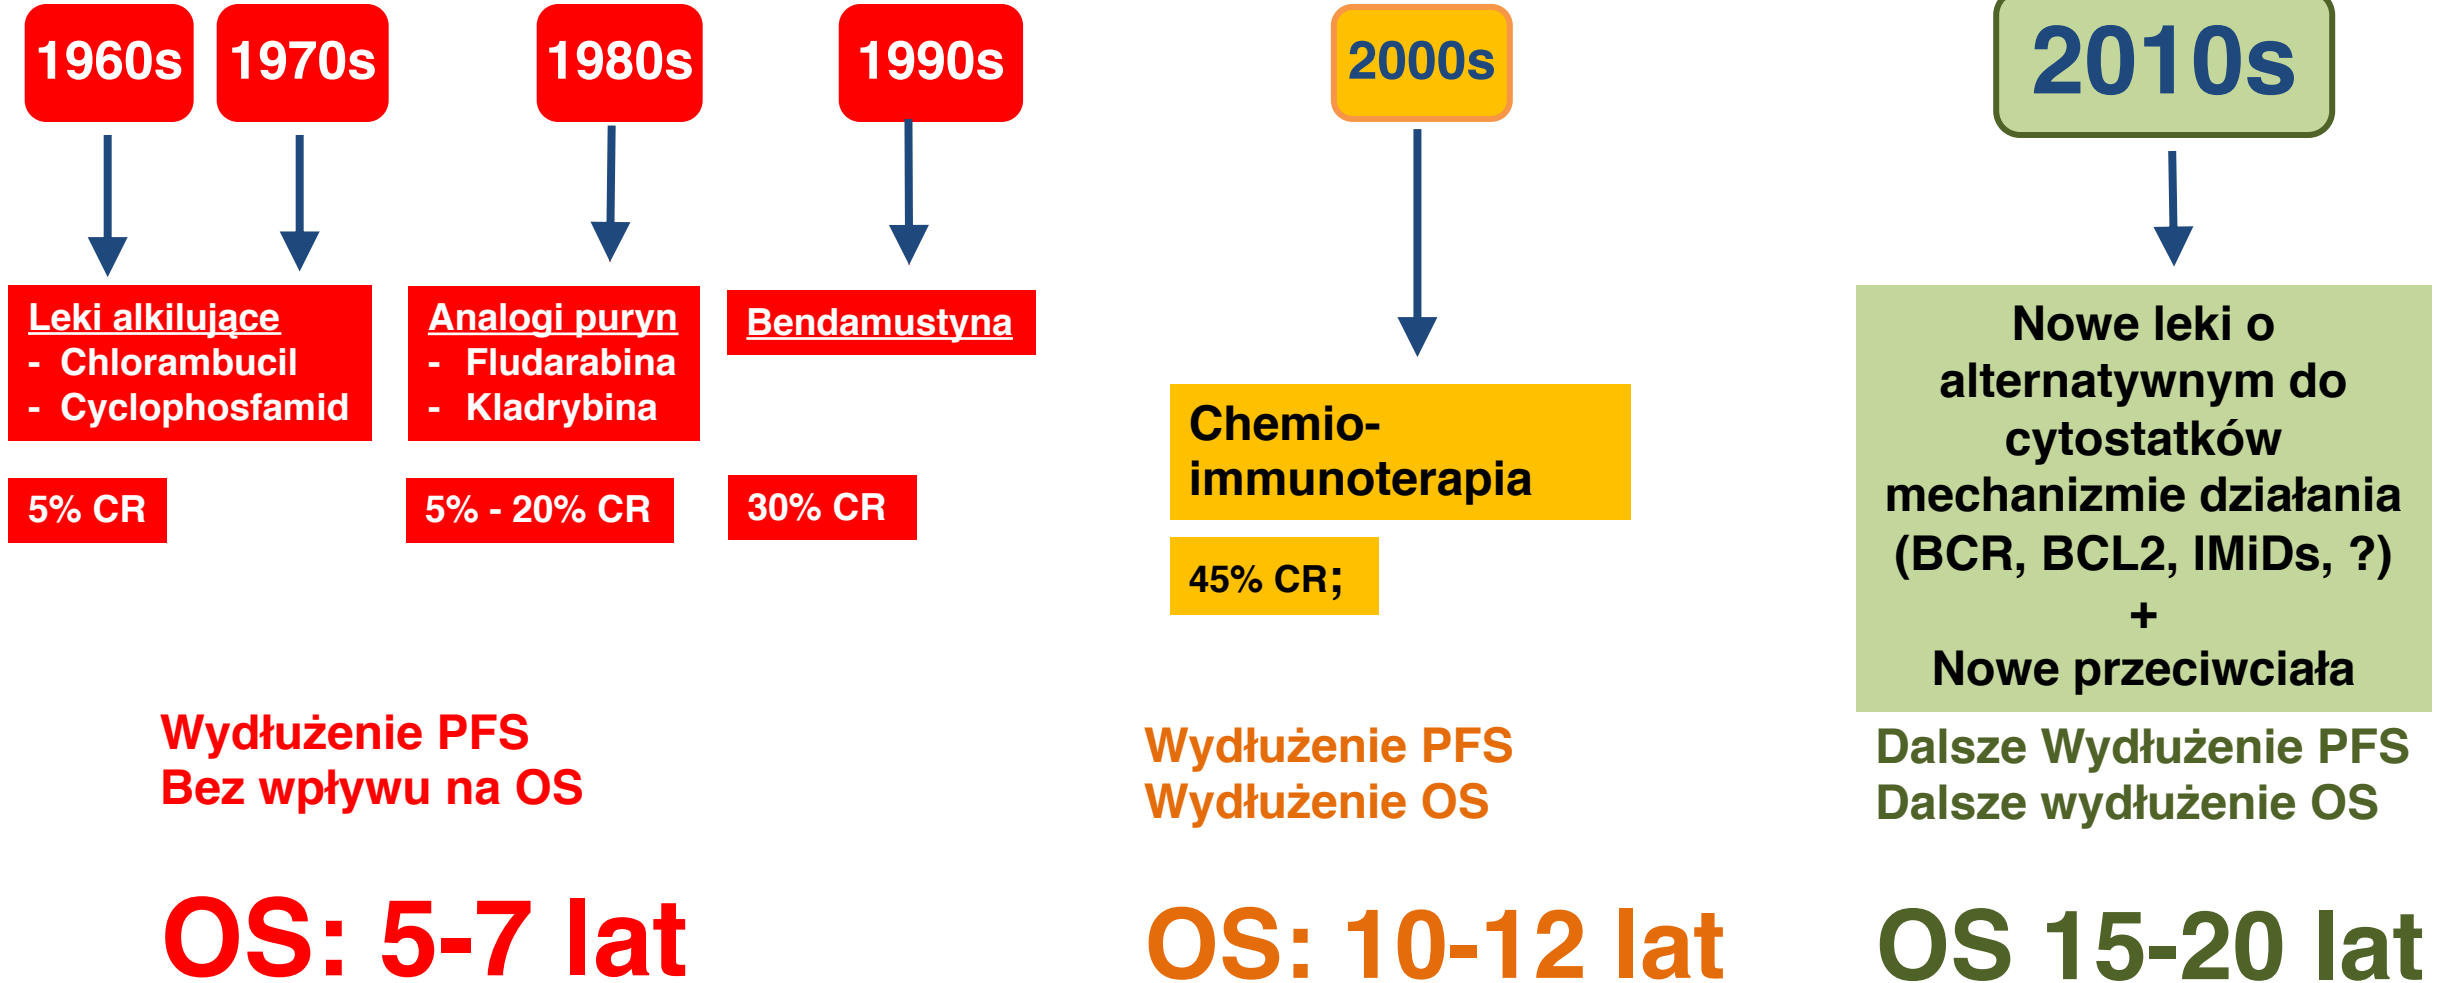 1960s
1970s
1980s
1990s
2000s
2010s
Leki alkilujące
- Chlorambucil
- Cyclophosfamid
5% CR
Analogi puryn
- Fludarabina
- Kladrybina
5% - 20% CR
Bendamustyna
30% CR
Wydłużenie PFS
Bez wpływu na OS
OS: 5-7 lat
Chemio-
immunoterapia
45% CR;
Wydłużenie PFS
Wydłużenie OS
OS: 10-12 lat
Nowe leki o
alternatywnym do
cytostatków
mechanizmie działania
(BCR, BCL2, IMiDs, ?)
+
Nowe przeciwciała
Dalsze Wydłużenie PFS
Dalsze wydłużenie OS
OS 15-20 lat